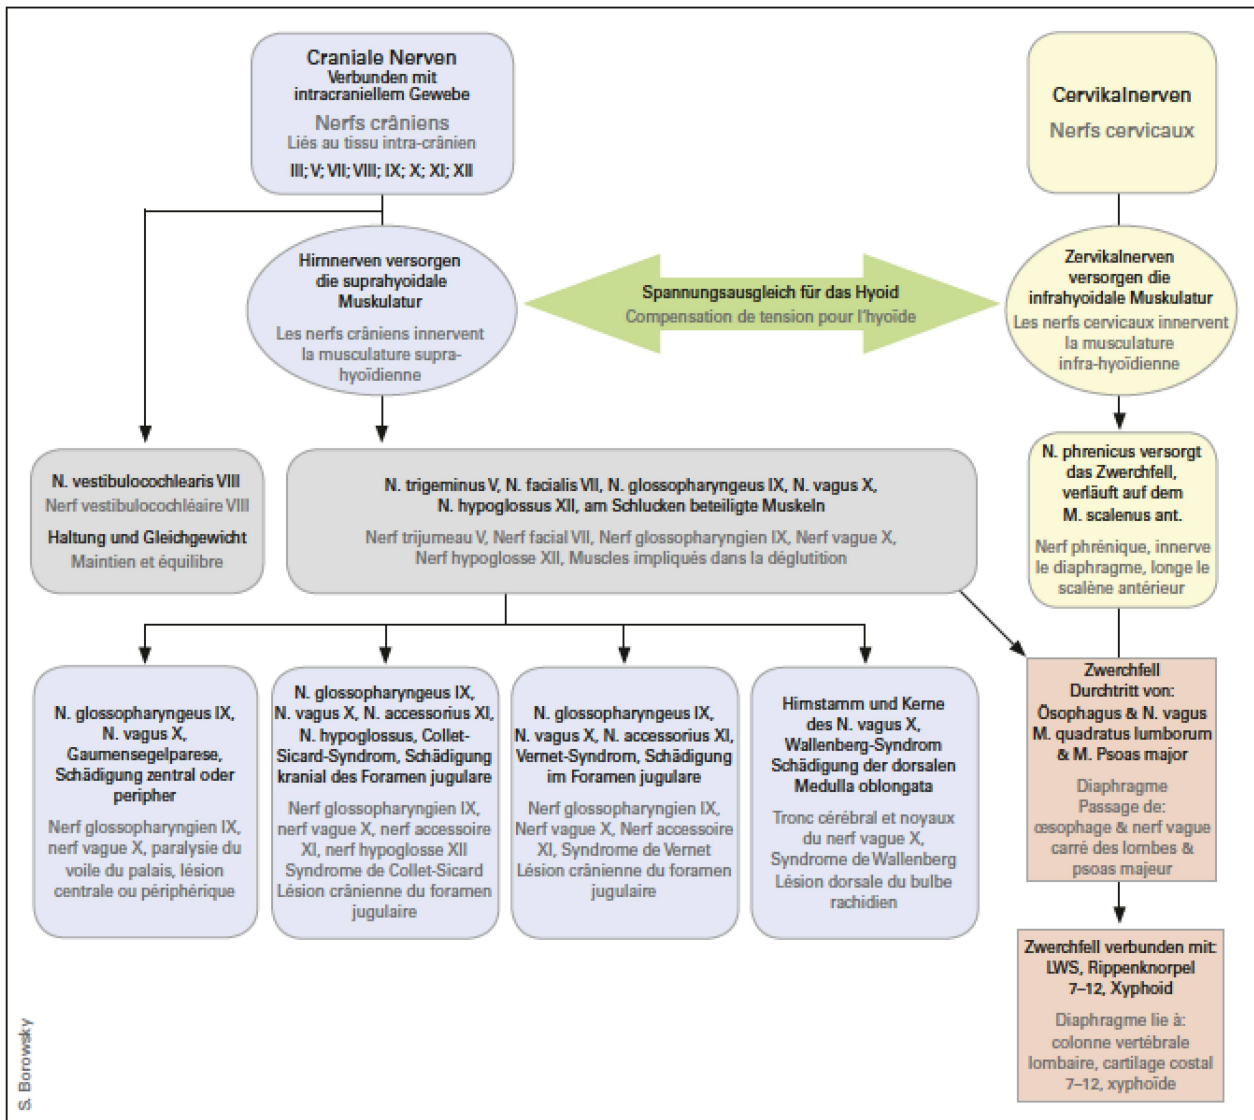 Craniale Nerven
Verbunden mit
intracraniellem Gewebe
Nerfs crâniens
Liés au tissu intra-crânien
III; V; VII; VIII; IX; X; XI; XII
Cervikalnerven
Nerfs cervicaux
Hirnnerven versorgen
die suprahyoidale
Muskulatur
Les nerfs crâniens innervent
la musculature supra-
hyoïdienne
Spannungsausgleich für das Hyoid
Compensation de tension pour l'hyoïde
Zervikalnerven
versorgen die
infrahyoidale Muskulatur
Les nerfs cervicaux innervent
la musculature
infra-hyoïdienne
N. vestibulocochlearis VIII
Nerf vestibulocochléaire VIII
Haltung und Gleichgewicht
Maintien et équilibre
N. trigeminus V, N. facialis VII, N. glossopharyngeus IX, N. vagus X,
N. hypoglossus XII, am Schlucken beteiligte Muskeln
Nerf trijumeau V, Nerf facial VII, Nerf glossopharyngien IX, Nerf vague X,
Nerf hypoglosse XII, Muscles impliqués dans la déglutition
N. phrenicus versorgt
das Zwerchfell,
verläuft auf dem
M. scalenus ant.
Nerf phrénique, innerve
le diaphragme, longe le
scalène antérieur
N. glossopharyngeus IX,
N. vagus X,
Gaumensegelparese,
Schädigung zentral oder
peripher
Nerf glossopharyngien IX,
nerf vague X, paralysie du
voile du palais, lésion
centrale ou périphérique
N. glossopharyngeus IX,
N. vagus X, N. accessorius XI,
N. hypoglossus, Collet-
Sicard-Syndrom, Schädigung
kranial des Foramen jugulare
Nerf glossopharyngien IX,
nerf vague X, nerf accessoire
XI, nerf hypoglosse XII
Syndrome de Collet-Sicard
Lésion crânienne du foramen
jugulaire
N. glossopharyngeus IX,
N. vagus X, N. accessorius XI,
Vernet-Syndrom, Schädigung
im Foramen jugulare
Nerf glossopharyngien IX,
Nerf vague X, Nerf accessoire
XI, Syndrome de Vernet
Lésion crânienne du foramen
jugulaire
Hirnstamm und Kerne
des N. vagus X,
Wallenberg-Syndrom
Schädigung der dorsalen
Medulla oblongata
Tronc cérébral et noyaux
du nerf vague X,
Syndrome de Wallenberg
Lésion dorsale du bulbe
rachidien
Zwerchfell
Durchtritt von:
Ösophagus & N. vagus
M. quadratus lumborum
& M. Psoas major
Diaphragme
Passage de:
œsophage & nerf vague
carré des lombes &
psoas majeur
Zwerchfell verbunden mit:
LWS, Rippenknorpel
7–12, Xyphoid
Diaphragme lie à:
colonne vertébrale
lombaire, cartilage costal
7–12, xyphoïde
S. Borowsky